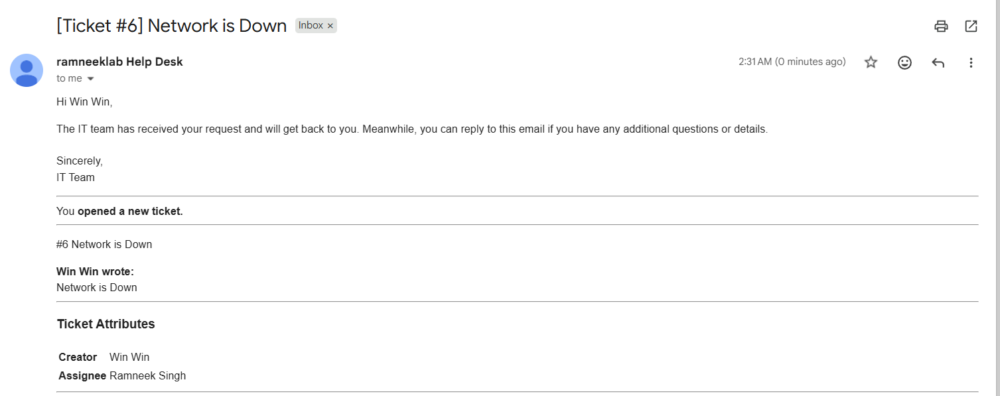 [Ticket #6] Network is Down Inbox ×
ramneeklab Help Desk 2:31 AM (0 minutes ago)
to me
Hi Win Win,
The IT team has received your request and will get back to you. Meanwhile, you can reply to this email if you have any additional questions or details.
Sincerely,
IT Team
You opened a new ticket.
#6 Network is Down
Win Win wrote:
Network is Down
Ticket Attributes
Creator Win Win
Assignee Ramneek Singh